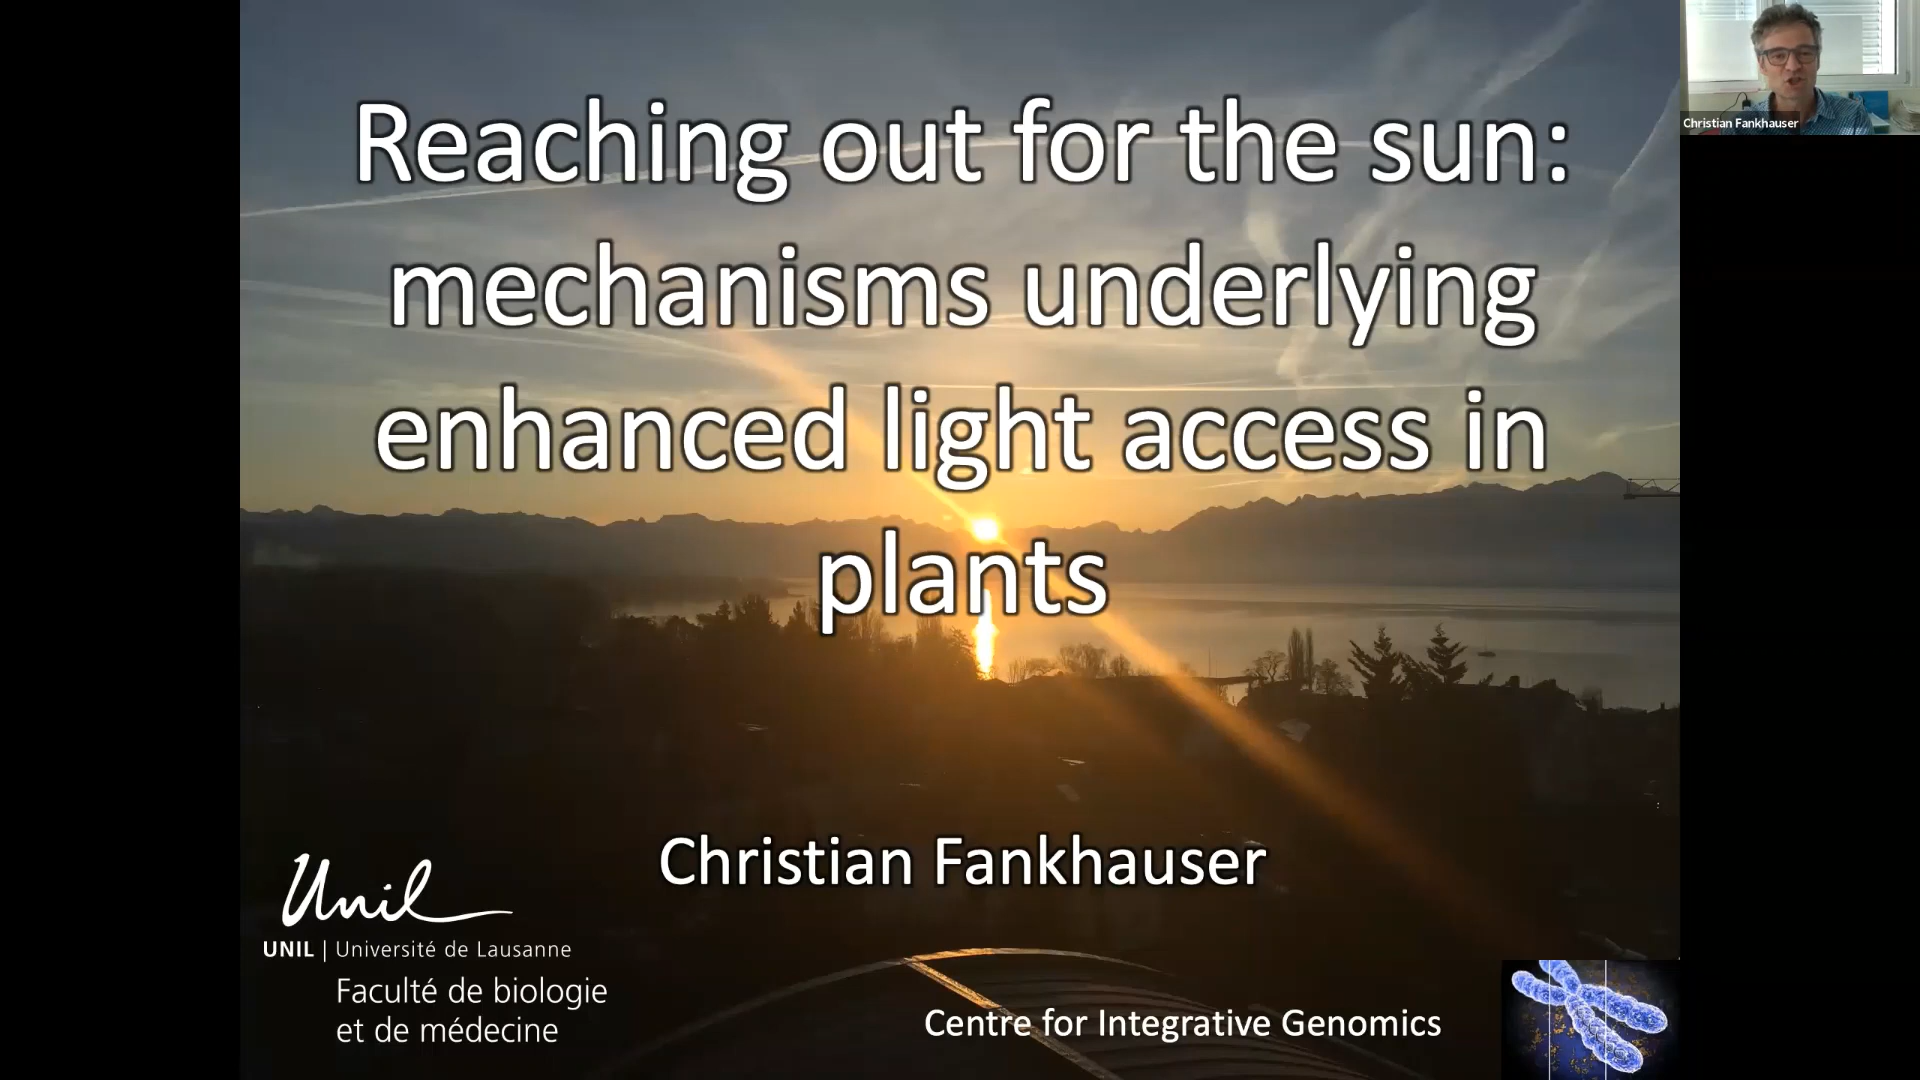 Reaching out for the sun:
mechanisms underlying
enhanced light access in
plants
Christian Fankhauser
Christian Fankhauser
Unil
UNIL | Université de Lausanne
Faculté de biologie
et de médecine
Centre for Integrative Genomics